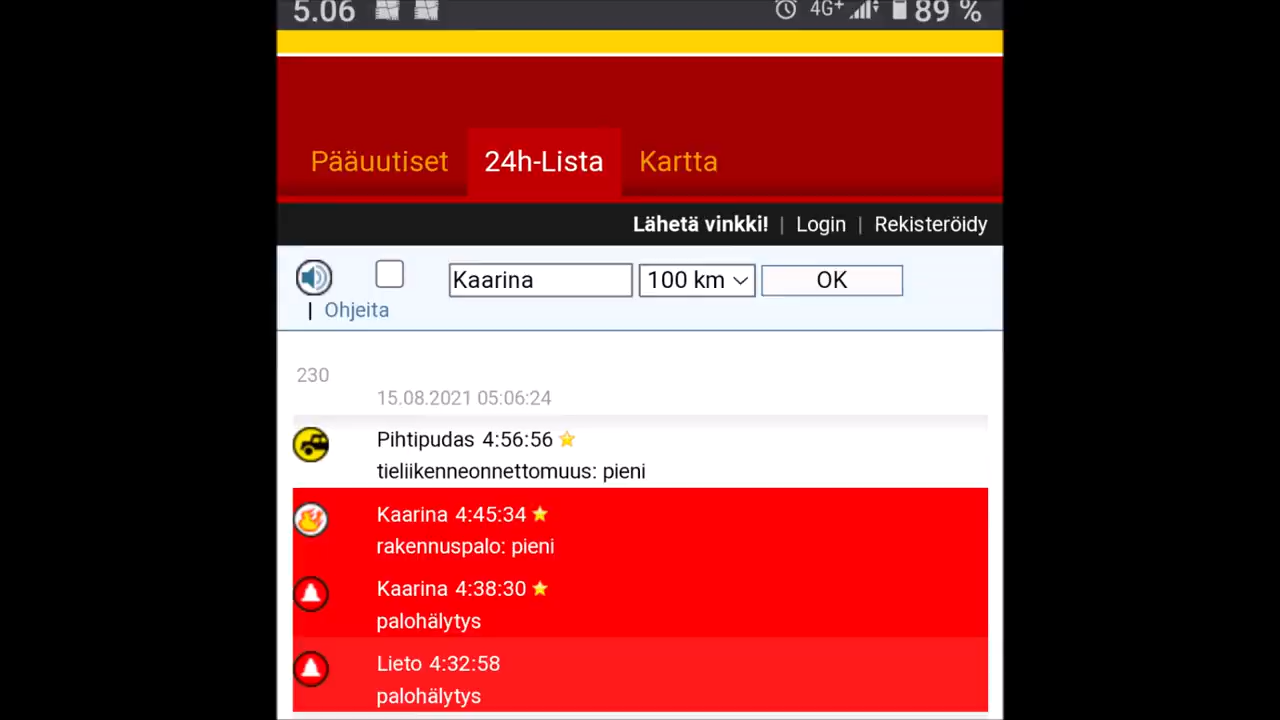 5.06 4G+ 89 %
Pääuutiset 24h-Lista Kartta
Lähetä vinkki! | Login | Rekisteröidy
Kaarina 100 km OK
| Ohjeita
230
15.08.2021 05:06:24
Pihtipudas 4:56:56
tieliikenneonnettomuus: pieni
Kaarina 4:45:34
rakennuspalo: pieni
Kaarina 4:38:30
palohälytys
Lieto 4:32:58
palohälytys